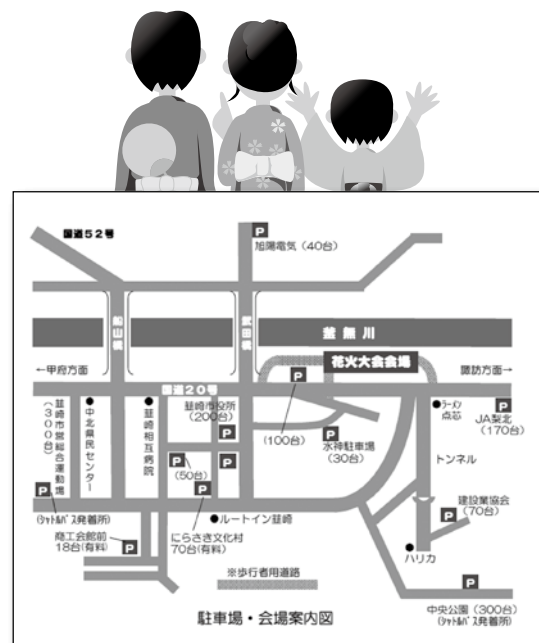 国道52号
P
旭陽電気（40台）
船山橋
武田橋
釜無川
←甲府方面
花火大会会場
諏訪方面→
国道20号
P
韮崎市営総合運動場
（300台）
●中北県民センター
●韮崎相互病院
韮崎市役所
（200台）
P
（100台）
P
水神駐車場
（30台）
●ラーメン
点芯
P
JA梨北
（170台）
P
（50台）
P
トンネル
P
（ｼｬﾄﾙﾊﾞｽ発着所）
P
にらさき文化村
70台（有料）
●ルートイン韮崎
P
建設業協会
（70台）
商工会館前
18台（有料）
P
●ハリカ
※歩行者用道路
P
中央公園（300台）
（ｼｬﾄﾙﾊﾞｽ発着所）
駐車場・会場案内図